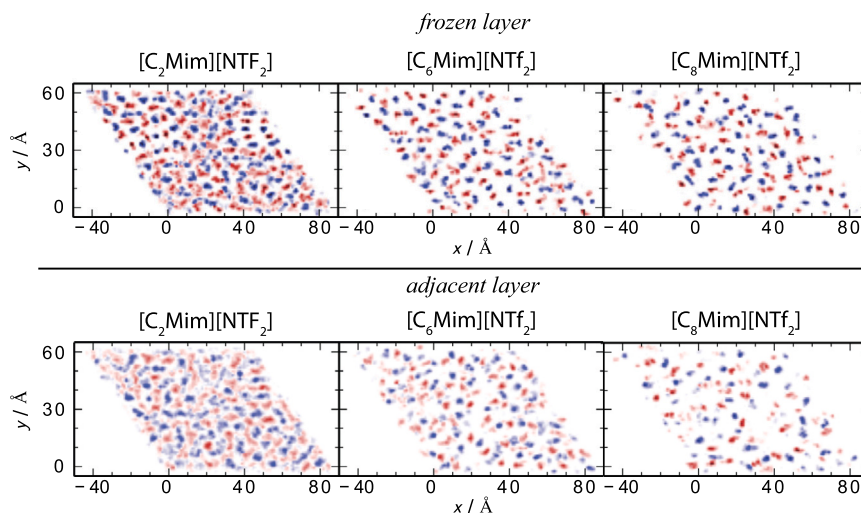 frozen layer
[C₂Mim][NTF₂] [C₆Mim][NTf₂] [C₈Mim][NTf₂]
60
30
0
y / Å
−40 0 40 80 −40 0 40 80 −40 0 40 80
x / Å
adjacent layer
[C₂Mim][NTF₂] [C₆Mim][NTf₂] [C₈Mim][NTf₂]
60
30
0
y / Å
−40 0 40 80 −40 0 40 80 −40 0 40 80
x / Å